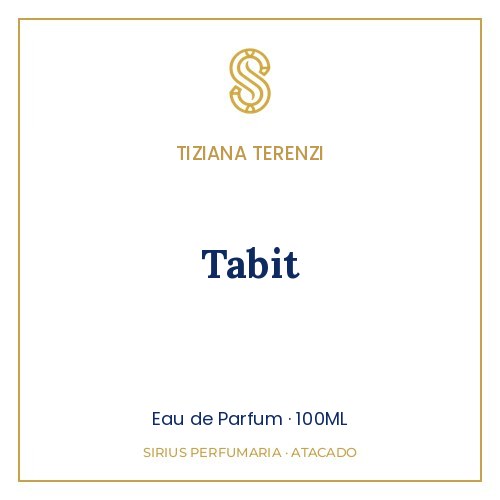 TIZIANA TERENZI
Tabit
Eau de Parfum · 100ML
SIRIUS PERFUMARIA · ATACADO